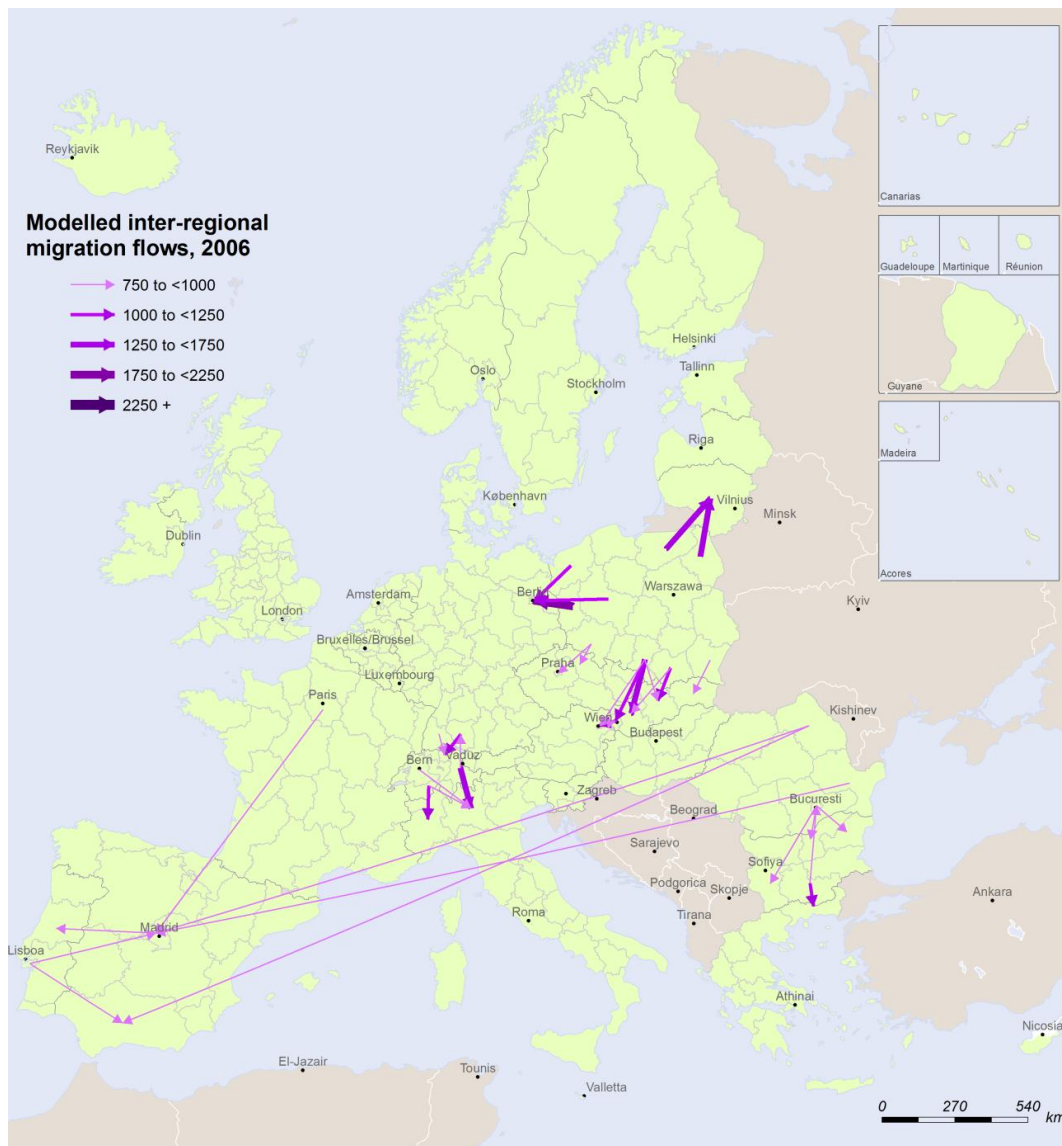 Reykjavik
Canarias
Modelled inter-regional
migration flows, 2006
750 to <1000
1000 to <1250
1250 to <1750
1750 to <2250
2250 +
Guadeloupe
Martinique
Réunion
Guyane
Madeira
Acores
Helsinki
Oslo
Tallinn
Stockholm
Riga
København
Vilnius
Minsk
Dublin
Amsterdam
Berlin
Warszawa
London
Kyiv
Bruxelles/Brussel
Luxembourg
Praha
Paris
Wien
Kishinev
Budapest
Bern
Vaduz
Zagreb
Beograd
Bucuresti
Sarajevo
Sofiya
Podgorica
Skopje
Ankara
Tirana
Roma
Madrid
Lisboa
Athinai
Nicosia
El-Jazair
Tounis
Valletta
0 270 540
km